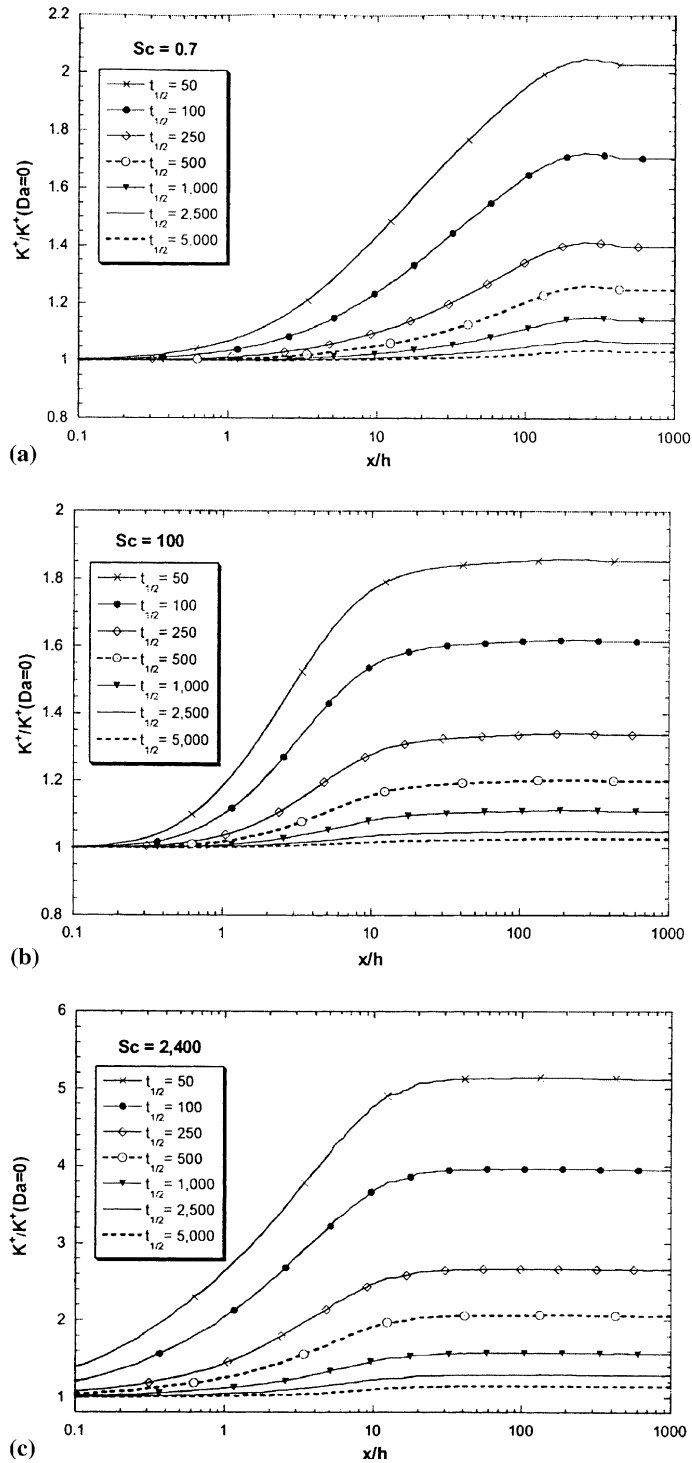 Sc = 0.7
t1/2= 50
t1/2= 100
t1/2= 250
t1/2= 500
t1/2= 1,000
t1/2= 2,500
t1/2= 5,000
K+/K+(Da=0)
2.2
2
1.8
1.6
1.4
1.2
1
0.8
0.1
1
10
100
1000
x/h
(a)
Sc = 100
t1/2= 50
t1/2= 100
t1/2= 250
t1/2= 500
t1/2= 1,000
t1/2= 2,500
t1/2= 5,000
K+/K+(Da=0)
2
1.8
1.6
1.4
1.2
1
0.8
0.1
1
10
100
1000
x/h
(b)
Sc = 2,400
t1/2= 50
t1/2= 100
t1/2= 250
t1/2= 500
t1/2= 1,000
t1/2= 2,500
t1/2= 5,000
K+/K+(Da=0)
6
5
4
3
2
1
0.1
1
10
100
1000
x/h
(c)